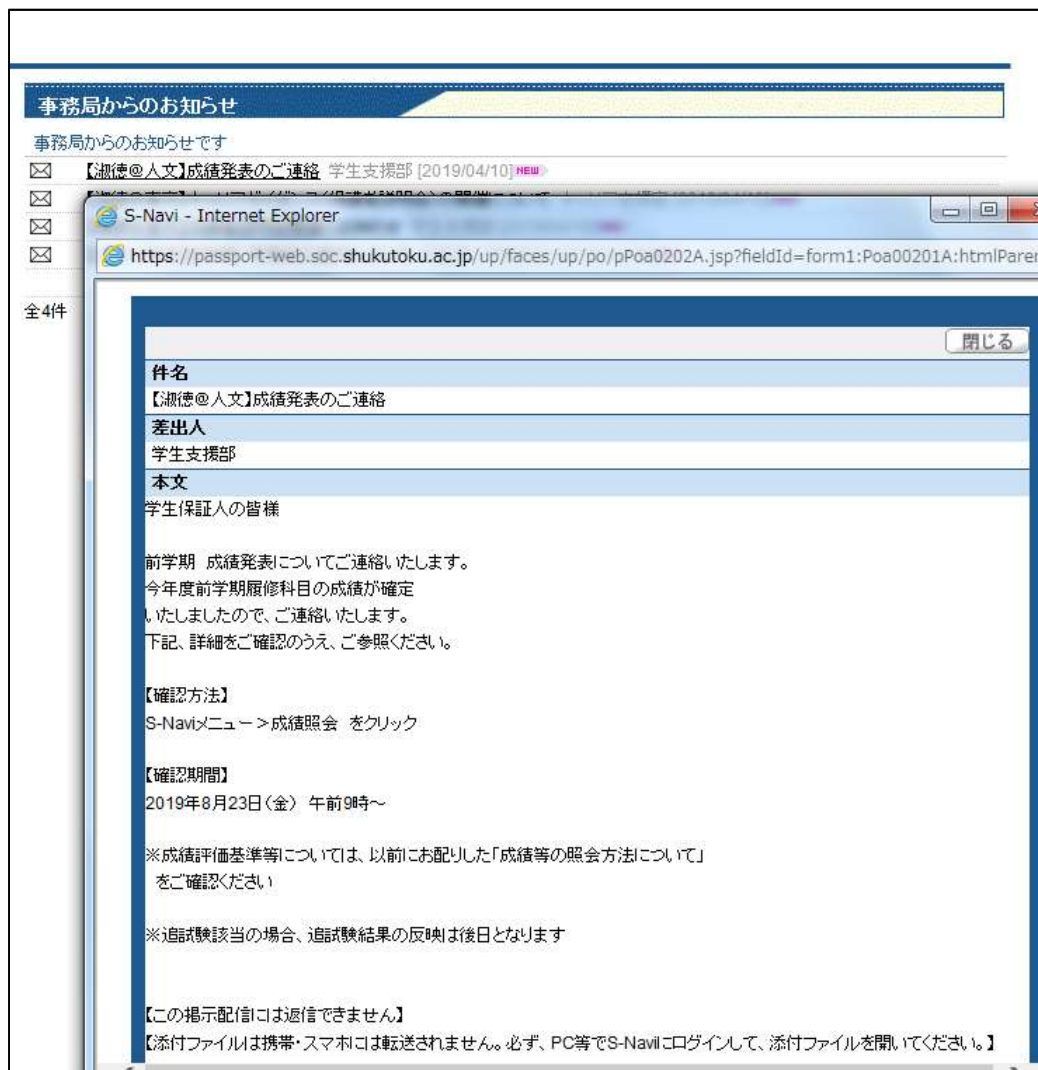 事務局からのお知らせ
事務局からのお知らせです
【淑徳@人文】成績発表のご連絡 学生支援部 [2019/04/10] NEW
全4件
S-Navi - Internet Explorer
https://passport-web.soc.shukutoku.ac.jp/up/faces/up/po/pPoa0202A.jsp?fieldId=form1:Poa00201A:htmlParen
閉じる
件名
【淑徳@人文】成績発表のご連絡
差出人
学生支援部
本文
学生保証人の皆様
前学期 成績発表についてご連絡いたします。
今年度前学期履修科目の成績が確定
いたしましたので、ご連絡いたします。
下記、詳細をご確認のうえ、ご参照ください。
【確認方法】
S-Naviメニュー＞成績照会 をクリック
【確認期間】
2019年8月23日（金） 午前9時～
※成績評価基準等については、以前にお配りした「成績等の照会方法について」
をご確認ください
※追試験該当の場合、追試験結果の反映は後日となります
【この掲示配信には返信できません】
【添付ファイルは携帯・スマホには転送されません。必ず、PC等でS-Naviにログインして、添付ファイルを開いてください。】